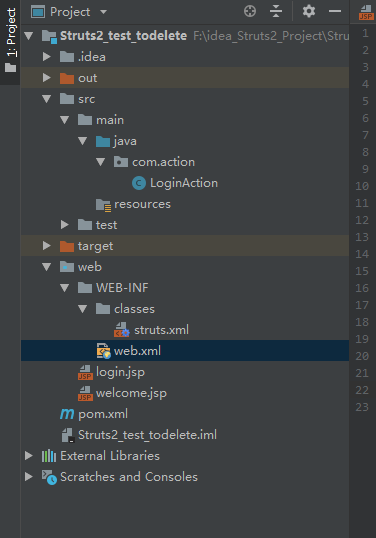 Project
1: Project
Struts2_test_todelete F:\idea_Struts2_Project\Stru
.idea
out
src
main
java
com.action
LoginAction
resources
test
target
web
WEB-INF
classes
struts.xml
web.xml
login.jsp
welcome.jsp
pom.xml
Struts2_test_todelete.iml
External Libraries
Scratches and Consoles
JSP
1
2
3
4
5
6
7
8
9
10
11
12
13
14
15
16
17
18
19
20
21
22
23